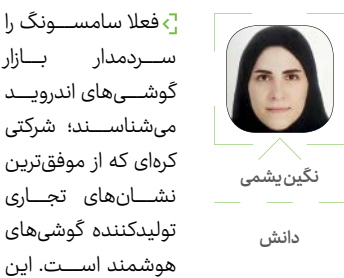 فعلا سامسونگ را
سردمدار بازار
گوشی‌های اندروید
می‌شناسند؛ شرکتی
کره‌ای که از موفق‌ترین
نشان‌های تجاری
تولیدکننده گوشی‌های
هوشمند است. این
نگین یشمی
دانش